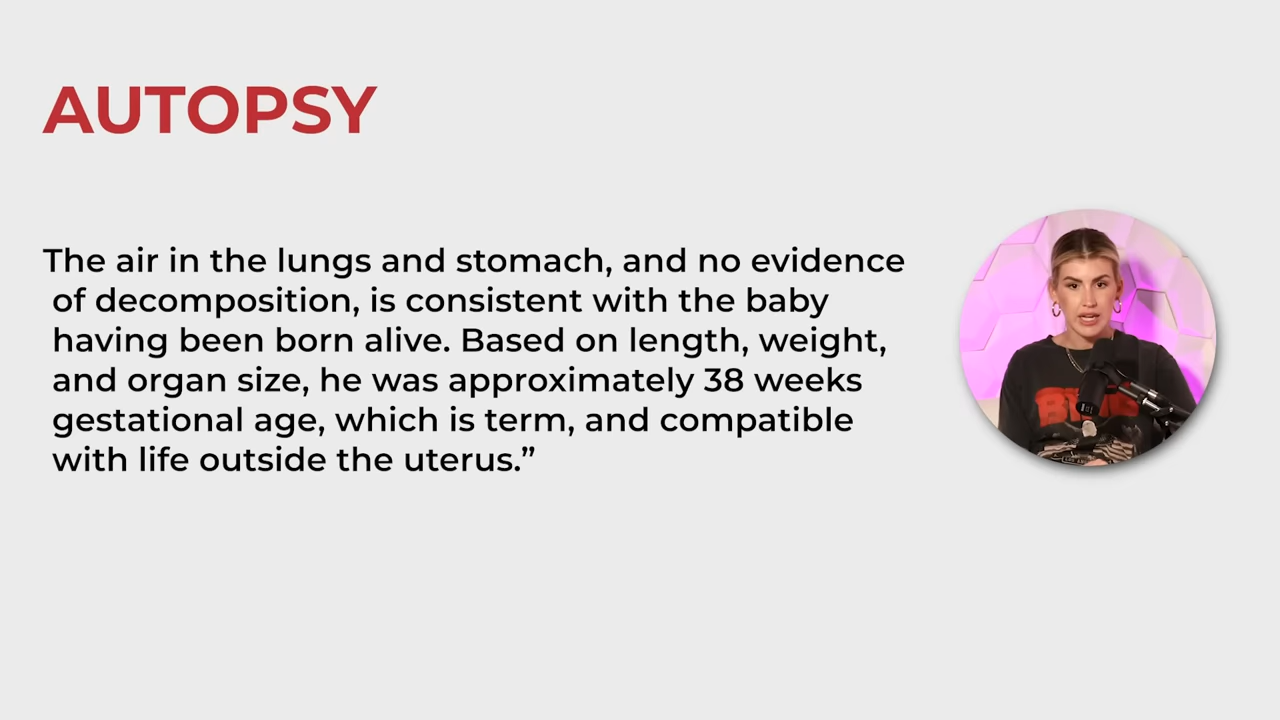 AUTOPSY
The air in the lungs and stomach, and no evidence
of decomposition, is consistent with the baby
having been born alive. Based on length, weight,
and organ size, he was approximately 38 weeks
gestational age, which is term, and compatible
with life outside the uterus.”